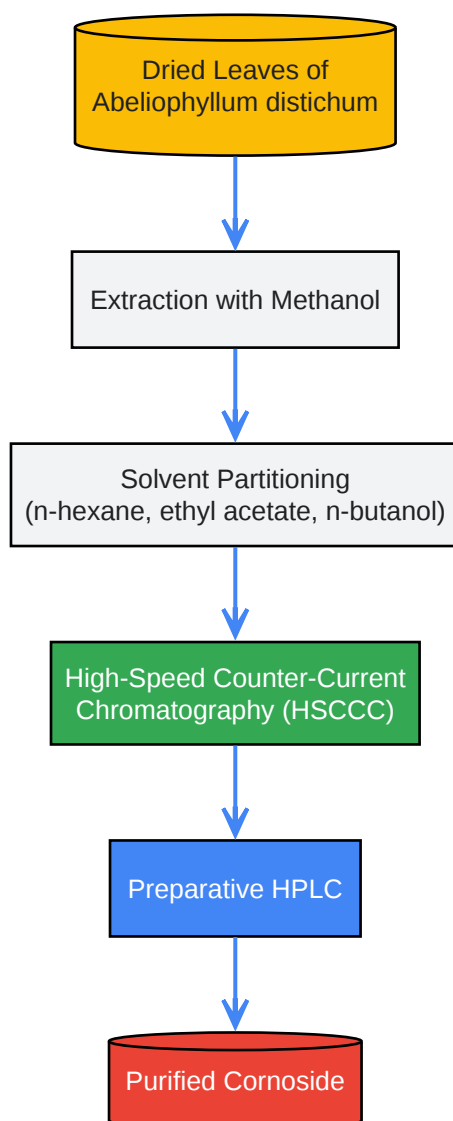 Dried Leaves of
Abeliophyllum distichum
Extraction with Methanol
Solvent Partitioning
(n-hexane, ethyl acetate, n-butanol)
High-Speed Counter-Current
Chromatography (HSCCC)
Preparative HPLC
Purified Cornoside